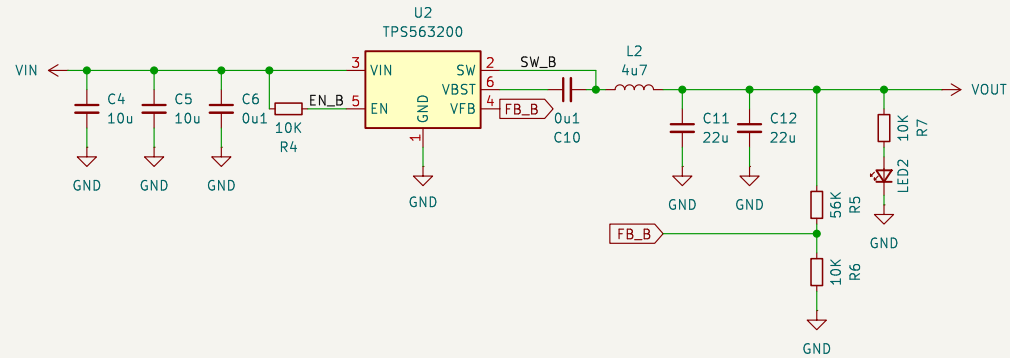 U2
TPS563200
VIN
C4
10u
C5
10u
C6
0u1
GND
GND
GND
10K
R4
EN_B
3
5
VIN
EN
GND
SW
VBST
VFB
2
6
4
1
GND
SW_B
FB_B
0u1
C10
L2
4u7
C11
22u
C12
22u
GND
GND
VOUT
10K
R7
LED2
GND
56K
R5
FB_B
10K
R6
GND